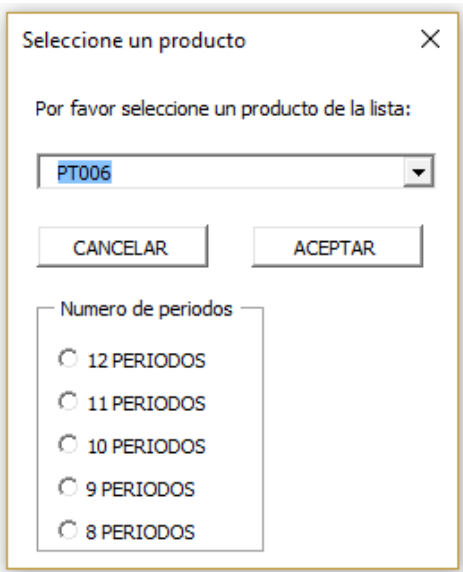 Seleccione un producto
Por favor seleccione un producto de la lista:
PT006
CANCELAR
ACEPTAR
Numero de periodos
12 PERIODOS
11 PERIODOS
10 PERIODOS
9 PERIODOS
8 PERIODOS